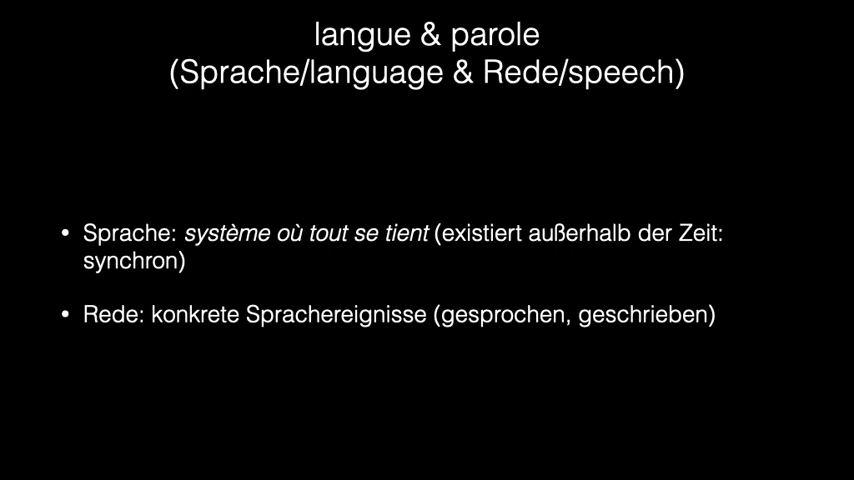 langue & parole
(Sprache/language & Rede/speech)
• Sprache: système où tout se tient (existiert außerhalb der Zeit:
synchron)
• Rede: konkrete Sprachereignisse (gesprochen, geschrieben)